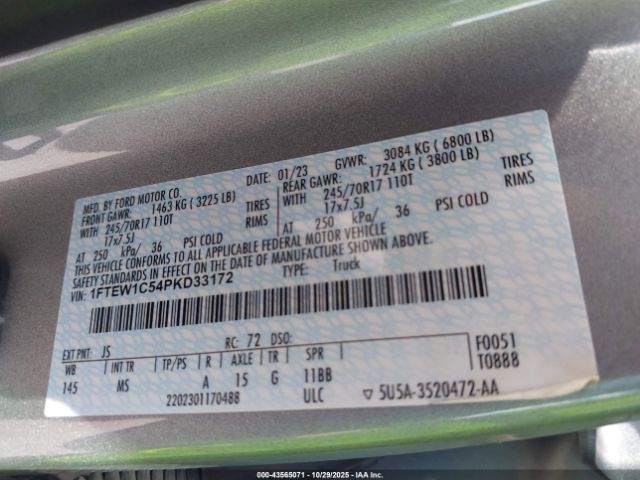 MFD. BY FORD MOTOR CO.
DATE: 01/23 GVWR: 3084 KG ( 6800 LB)
FRONT GAWR: 1463 KG ( 3225 LB)
REAR GAWR: 1724 KG ( 3800 LB)
WITH 245/70R17 110T TIRES
WITH 245/70R17 110T TIRES
17x7.5J RIMS
17x7.5J RIMS
AT 250 kPa/ 36 PSI COLD
AT 250 kPa/ 36 PSI COLD
THIS VEHICLE CONFORMS TO ALL APPLICABLE FEDERAL MOTOR VEHICLE
SAFETY STANDARDS IN EFFECT ON THE DATE OF MANUFACTURE SHOWN ABOVE.
VIN: 1FTEW1C54PKD33172 TYPE: Truck
EXT PNT: JS RC: 72 DSO: F0051
WB INT TR TP/PS R AXLE TR SPR T0888
145 MS A 15 G 11BB
2202301170488 ULC 5U5A-3520472-AA
000-43565071 - 10/29/2025 - IAA Inc.